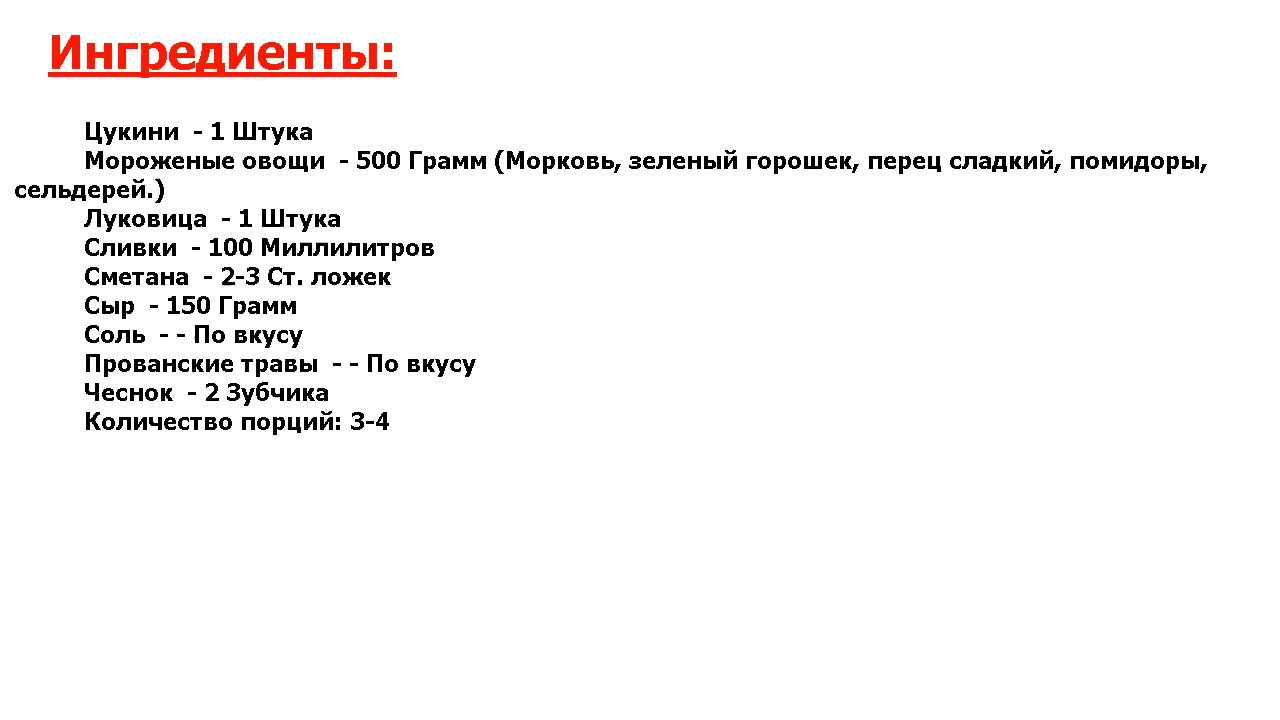 Ингредиенты:
Цукини - 1 Штука
Мороженые овощи - 500 Грамм (Морковь, зеленый горошек, перец сладкий, помидоры,
сельдерей.)
Луковица - 1 Штука
Сливки - 100 Миллилитров
Сметана - 2-3 Ст. ложек
Сыр - 150 Грамм
Соль - - По вкусу
Прованские травы - - По вкусу
Чеснок - 2 Зубчика
Количество порций: 3-4